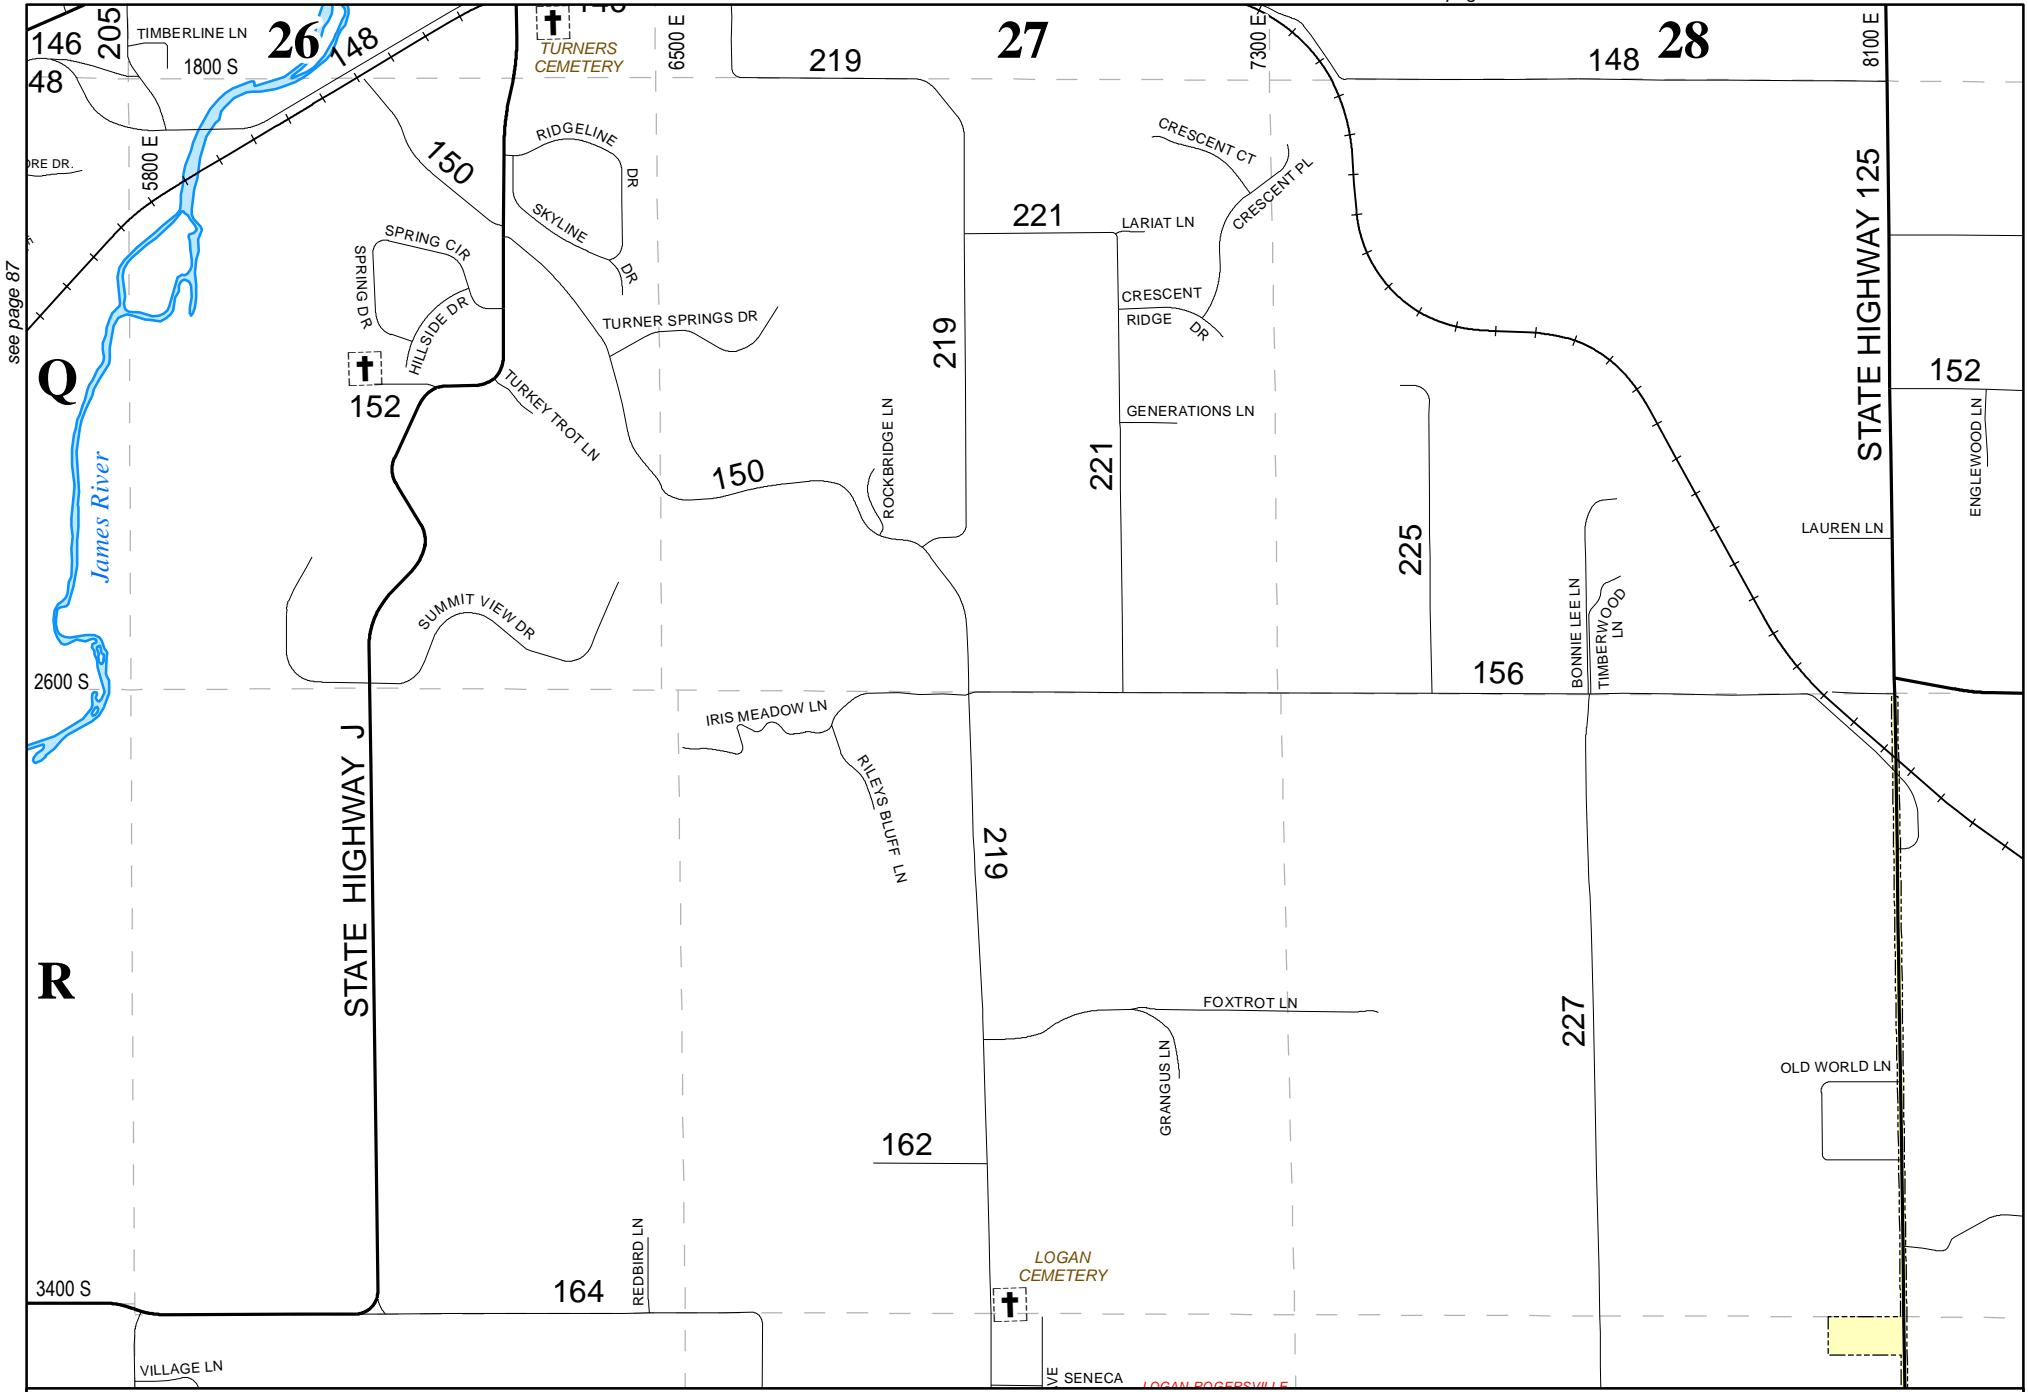 146
205
TIMBERLINE LN
26
148
1800 S
48
TURNERS
CEMETERY
6500 E
219
27
7300 E
148
28
8100 E
5800 E
RE DR.
150
RIDGELINE
DR
SKYLINE
DR
CRESCENT CT
CRESCENT PL
STATE HIGHWAY 125
221
LARIAT LN
SPRING CIR
SPRING DR
HILLSIDE DR
see page 87
TURNER SPRINGS DR
219
CRESCENT
RIDGE
DR
Q
152
TURKEY TROT LN
152
GENERATIONS LN
ROCKBRIDGE LN
ENGLEWOOD LN
150
221
James River
225
LAUREN LN
SUMMIT VIEW DR
BONNIE LEE LN
TIMBERWOOD
LN
2600 S
156
IRIS MEADOW LN
STATE HIGHWAY J
RILEYS BLUFF LN
219
R
FOXTROT LN
227
GRANGUS LN
OLD WORLD LN
162
REDBIRD LN
LOGAN
CEMETERY
3400 S
164
VILLAGE LN
VE
SENECA
LOGAN ROGERSVILLE